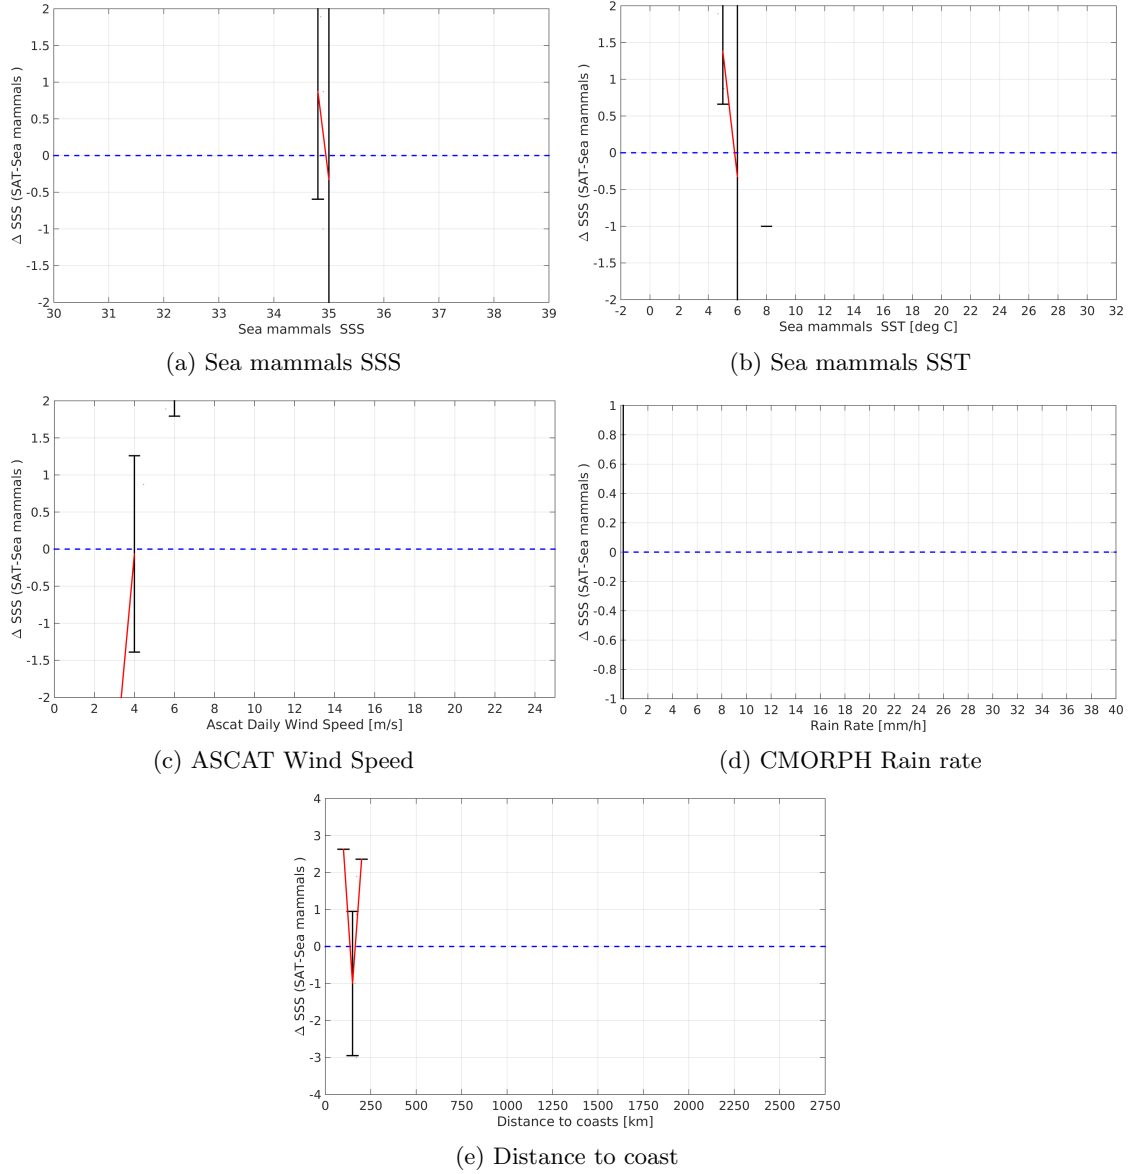 2
1.5
1
0.5
0
-0.5
-1
-1.5
-2
Δ SSS (SAT-Sea mammals )
30 31 32 33 34 35 36 37 38 39
Sea mammals SSS
(a) Sea mammals SSS
2
1.5
1
0.5
0
-0.5
-1
-1.5
-2
Δ SSS (SAT-Sea mammals )
-2 0 2 4 6 8 10 12 14 16 18 20 22 24 26 28 30 32
Sea mammals SST [deg C]
(b) Sea mammals SST
2
1.5
1
0.5
0
-0.5
-1
-1.5
-2
Δ SSS (SAT-Sea mammals )
0 2 4 6 8 10 12 14 16 18 20 22 24
Ascat Daily Wind Speed [m/s]
(c) ASCAT Wind Speed
1
0.8
0.6
0.4
0.2
0
-0.2
-0.4
-0.6
-0.8
-1
Δ SSS (SAT-Sea mammals )
0 2 4 6 8 10 12 14 16 18 20 22 24 26 28 30 32 34 36 38 40
Rain Rate [mm/h]
(d) CMORPH Rain rate
4
3
2
1
0
-1
-2
-3
-4
Δ SSS (SAT-Sea mammals )
0 250 500 750 1000 1250 1500 1750 2000 2250 2500 2750
Distance to coasts [km]
(e) Distance to coast